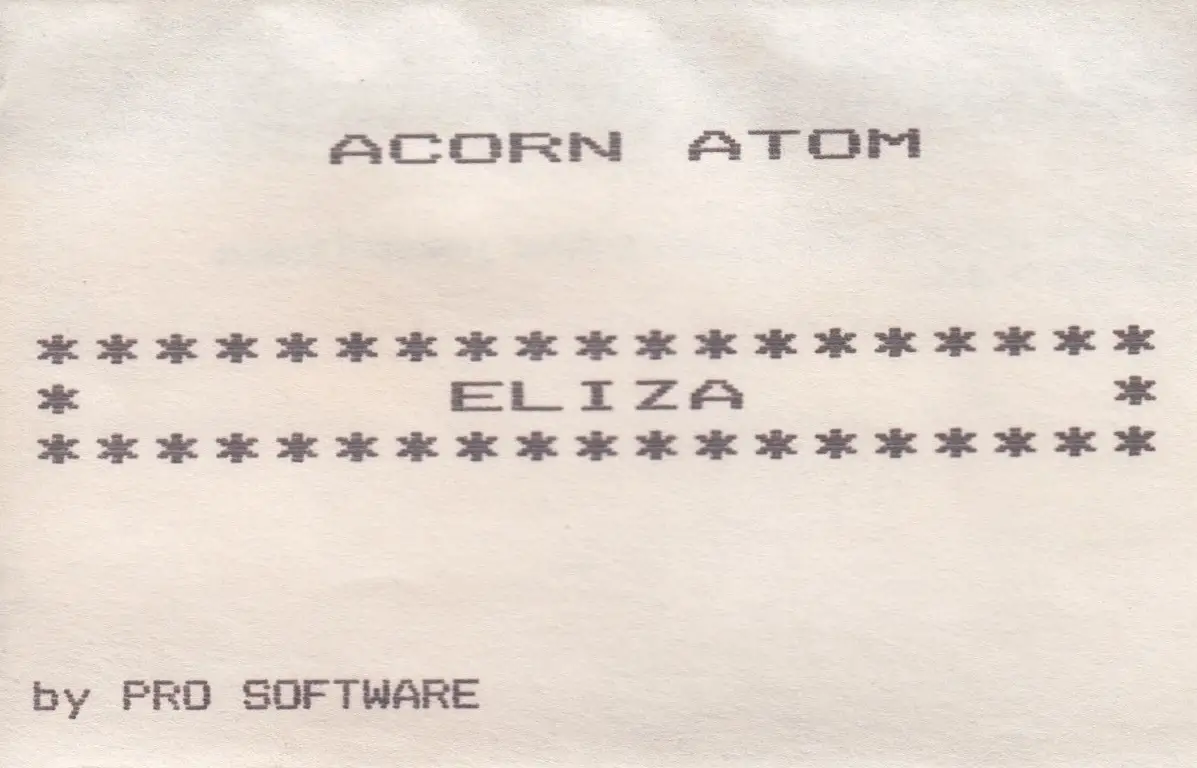 ACORN ATOM
* * * * * * * * * * * * * * * * * * *
* ELIZA *
* * * * * * * * * * * * * * * * * * *
by PRO SOFTWARE